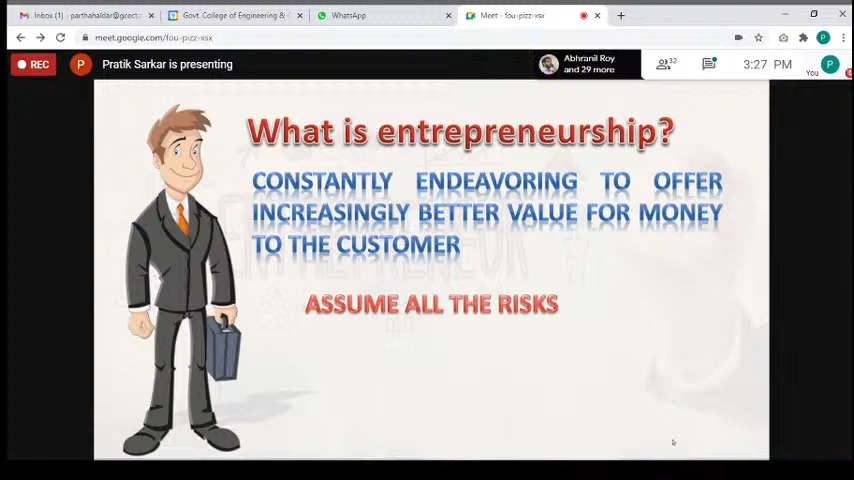 Inbox (1) - parthahaldar@gcect.
Govt. College of Engineering & C
WhatsApp
Meet - fou-pizz-xsx
meet.google.com/fou-pizz-xsx
P
REC
P
Pratik Sarkar is presenting
Abhranil Roy
and 29 more
32
3:27 PM
You
P
What is entrepreneurship?
CONSTANTLY ENDEAVORING TO OFFER
INCREASINGLY BETTER VALUE FOR MONEY
TO THE CUSTOMER
ENTREPRENEUR
ASSUME ALL THE RISKS